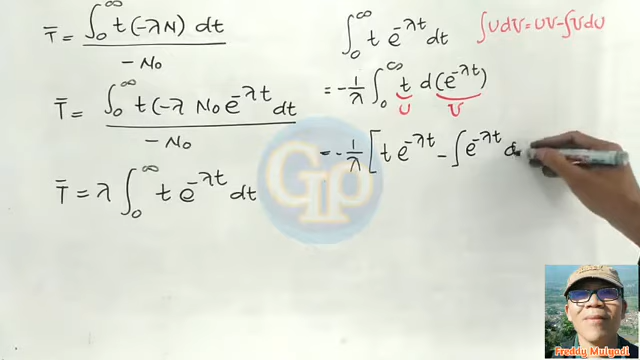 T̄ = ∫₀^∞ t (-λN) dt / -N₀
T̄ = ∫₀^∞ t (-λ N₀ e^-λt dt / -N₀
T̄ = λ ∫₀^∞ t e^-λt dt
∫₀^∞ t e^-λt dt
∫UdV = UV-∫VdU
= -1/λ ∫₀^∞ t d(e^-λt)
U V
= -1/λ [ t e^-λt - ∫ e^-λt d
GIP
Freddy Mulyadi